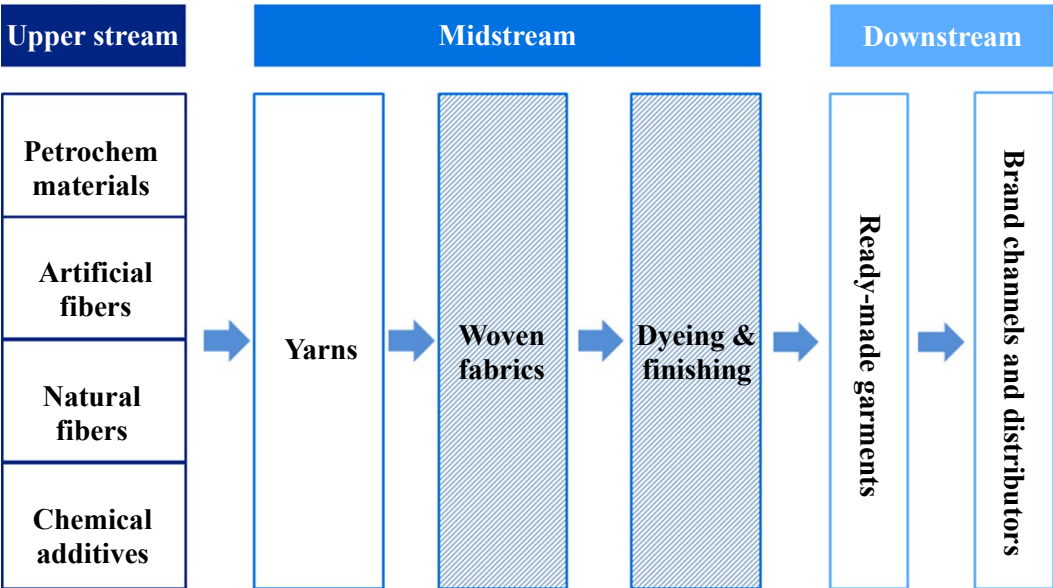 Upper stream
Midstream
Downstream
Petrochem
materials
Artificial
fibers
Natural
fibers
Chemical
additives
Yarns
Woven
fabrics
Dyeing &
finishing
Ready-made garments
Brand channels and distributors